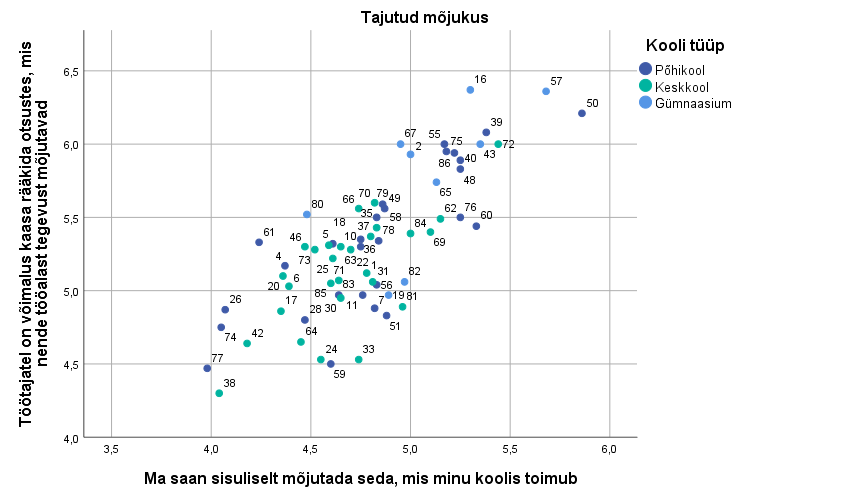 Tajutud mõjukus
Töötajatel on võimalus kaasa rääkida otsustes, mis
nende tööalast tegevust mõjutavad
6,5
6,0
5,5
5,0
4,5
4,0
3,5 4,0 4,5 5,0 5,5 6,0
Ma saan sisuliselt mõjutada seda, mis minu koolis toimub
Kooli tüüp
Põhikool
Keskkool
Gümnaasium
16 57
50
39
67 55 75 72
2 86 40 43
48
65
70 79 49
66 35
80 58 62 76 60
18 37 78 84
61 46 5 10 36 69
4 73 63 22 1
25 71 31 82
20 6 83 56
26 17 85 19 81
28 30 11 7
74 51
42 64
24 33
77 59
38